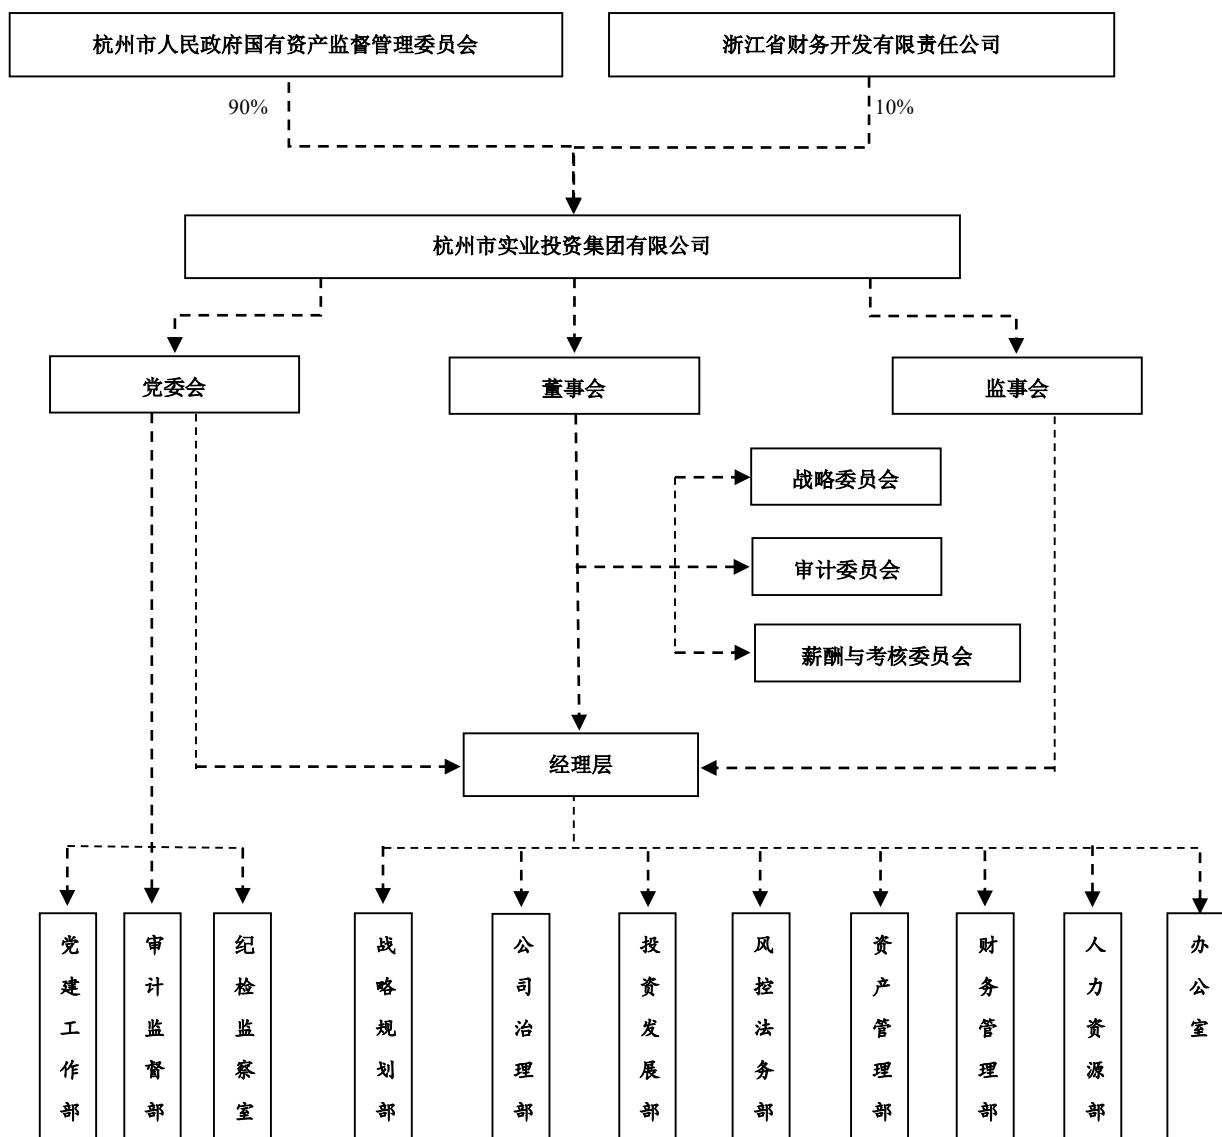 杭州市人民政府国有资产监督管理委员会
浙江省财务开发有限责任公司
90%
10%
杭州市实业投资集团有限公司
党委会
董事会
监事会
战略委员会
审计委员会
薪酬与考核委员会
经理层
党建工作部
审计监督部
纪检监察室
战略规划部
公司治理部
投资发展部
风控法务部
资产管理部
财务管理部
人力资源部
办公室